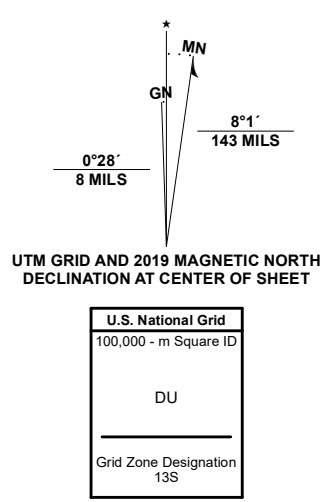 ★
MN
GN
8°1´
143 MILS
0°28´
8 MILS
UTM GRID AND 2019 MAGNETIC NORTH
DECLINATION AT CENTER OF SHEET
U.S. National Grid
100,000 - m Square ID
DU
Grid Zone Designation
13S